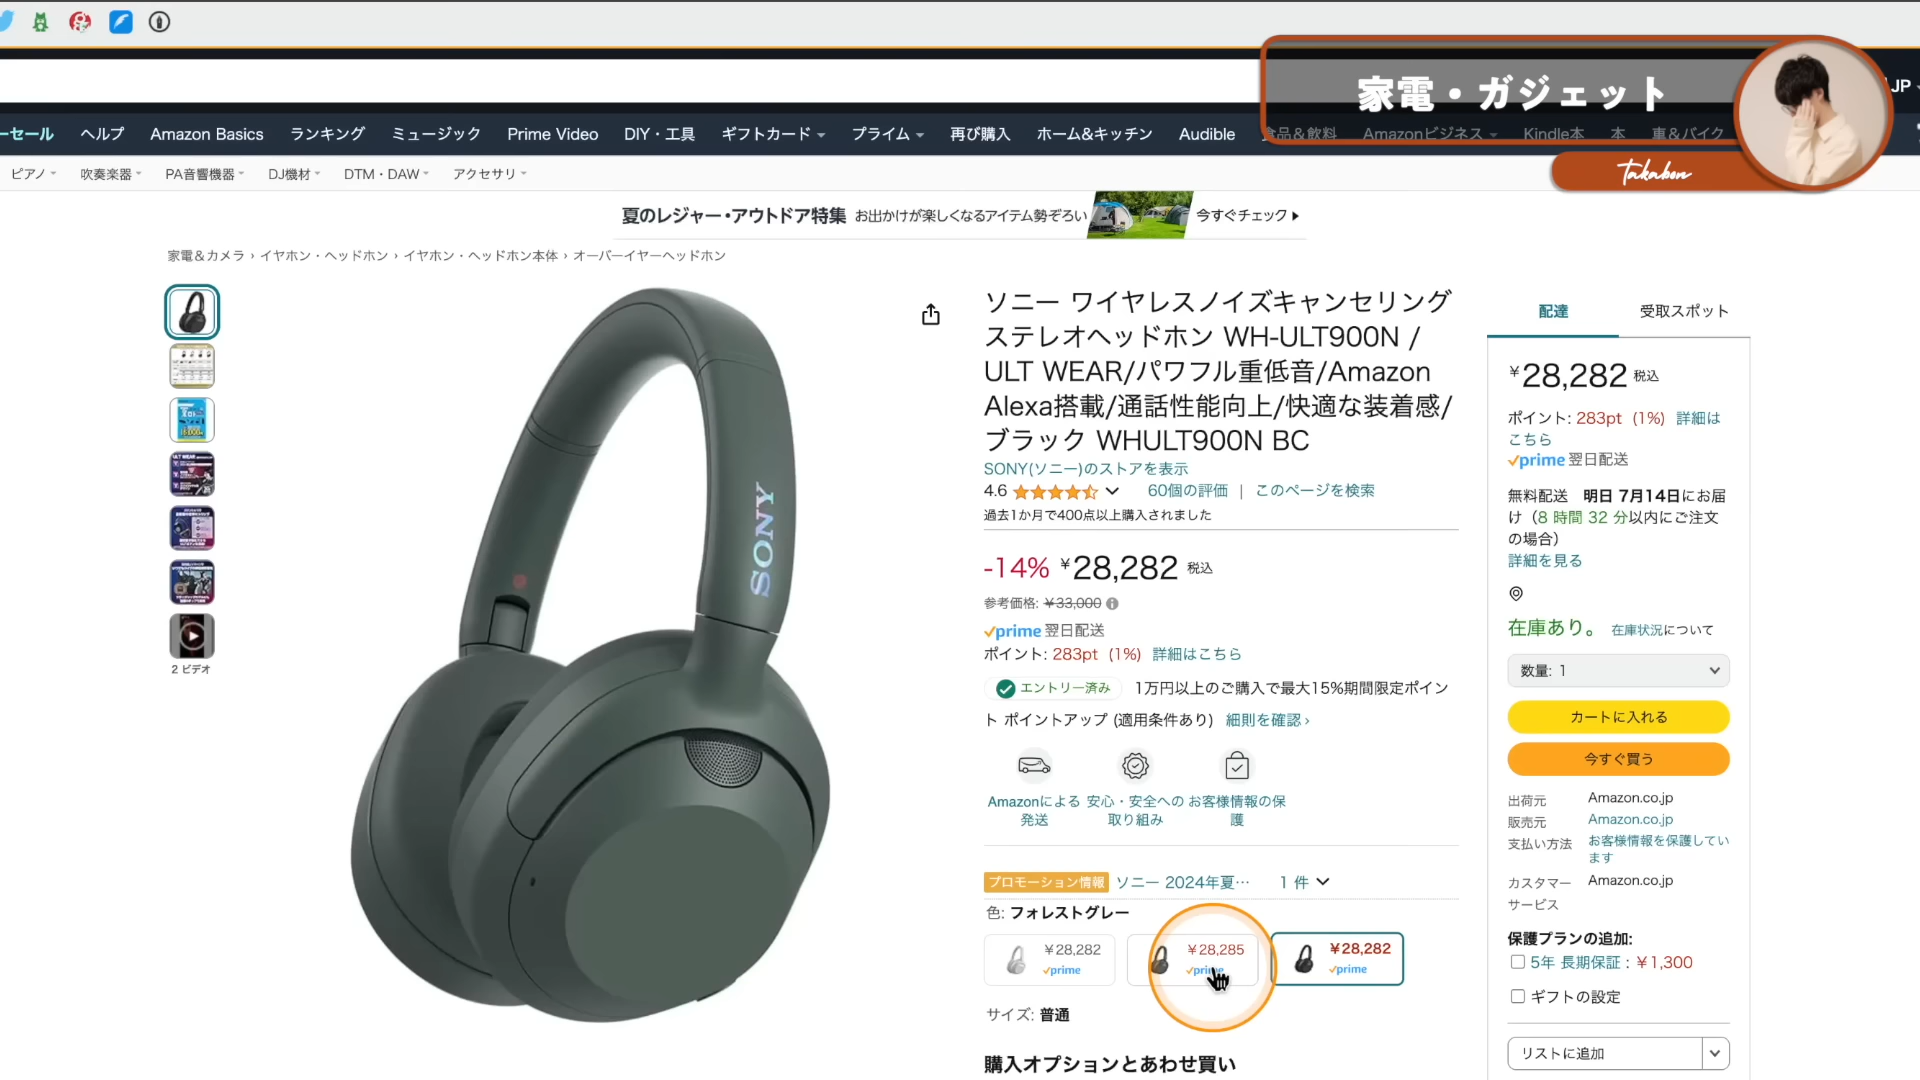 家電・ガジェット
JP
Takabon
ーセール ヘルプ Amazon Basics ランキング ミュージック Prime Video DIY・工具 ギフトカード プライム 再び購入 ホーム&キッチン Audible 食品&飲料 Amazonビジネス Kindle本 本 車&バイク
ピアノ 吹奏楽器 PA音響機器 DJ機材 DTM・DAW アクセサリ
夏のレジャー・アウトドア特集 お出かけが楽しくなるアイテム勢ぞろい 今すぐチェック
家電&カメラ › イヤホン・ヘッドホン › イヤホン・ヘッドホン本体 › オーバーイヤーヘッドホン
SONY
2 ビデオ
ソニー ワイヤレスノイズキャンセリング
ステレオヘッドホン WH-ULT900N /
ULT WEAR/パワフル重低音/Amazon
Alexa搭載/通話性能向上/快適な装着感/
ブラック WHULT900N BC
SONY(ソニー)のストアを表示
4.6 60個の評価 | このページを検索
過去1か月で400点以上購入されました
-14% ¥28,282 税込
参考価格: ¥33,000
prime 翌日配送
ポイント: 283pt (1%) 詳細はこちら
エントリー済み 1万円以上のご購入で最大15%期間限定ポイン
ト ポイントアップ (適用条件あり) 細則を確認 ›
Amazonによる
発送
安心・安全への
取り組み
お客様情報の保
護
プロモーション情報 ソニー 2024年夏… 1 件
色: フォレストグレー
¥28,282
prime
¥28,285
prime
¥28,282
prime
サイズ: 普通
購入オプションとあわせ買い
配達 受取スポット
¥28,282 税込
ポイント: 283pt (1%) 詳細は
こちら
prime 翌日配送
無料配送 明日 7月14日にお届
け（8 時間 32 分以内にご注文
の場合）
詳細を見る
在庫あり。 在庫状況について
数量: 1
カートに入れる
今すぐ買う
出荷元 Amazon.co.jp
販売元 Amazon.co.jp
支払い方法 お客様情報を保護してい
ます
カスタマー Amazon.co.jp
サービス
保護プランの追加:
5年 長期保証 : ¥1,300
ギフトの設定
リストに追加